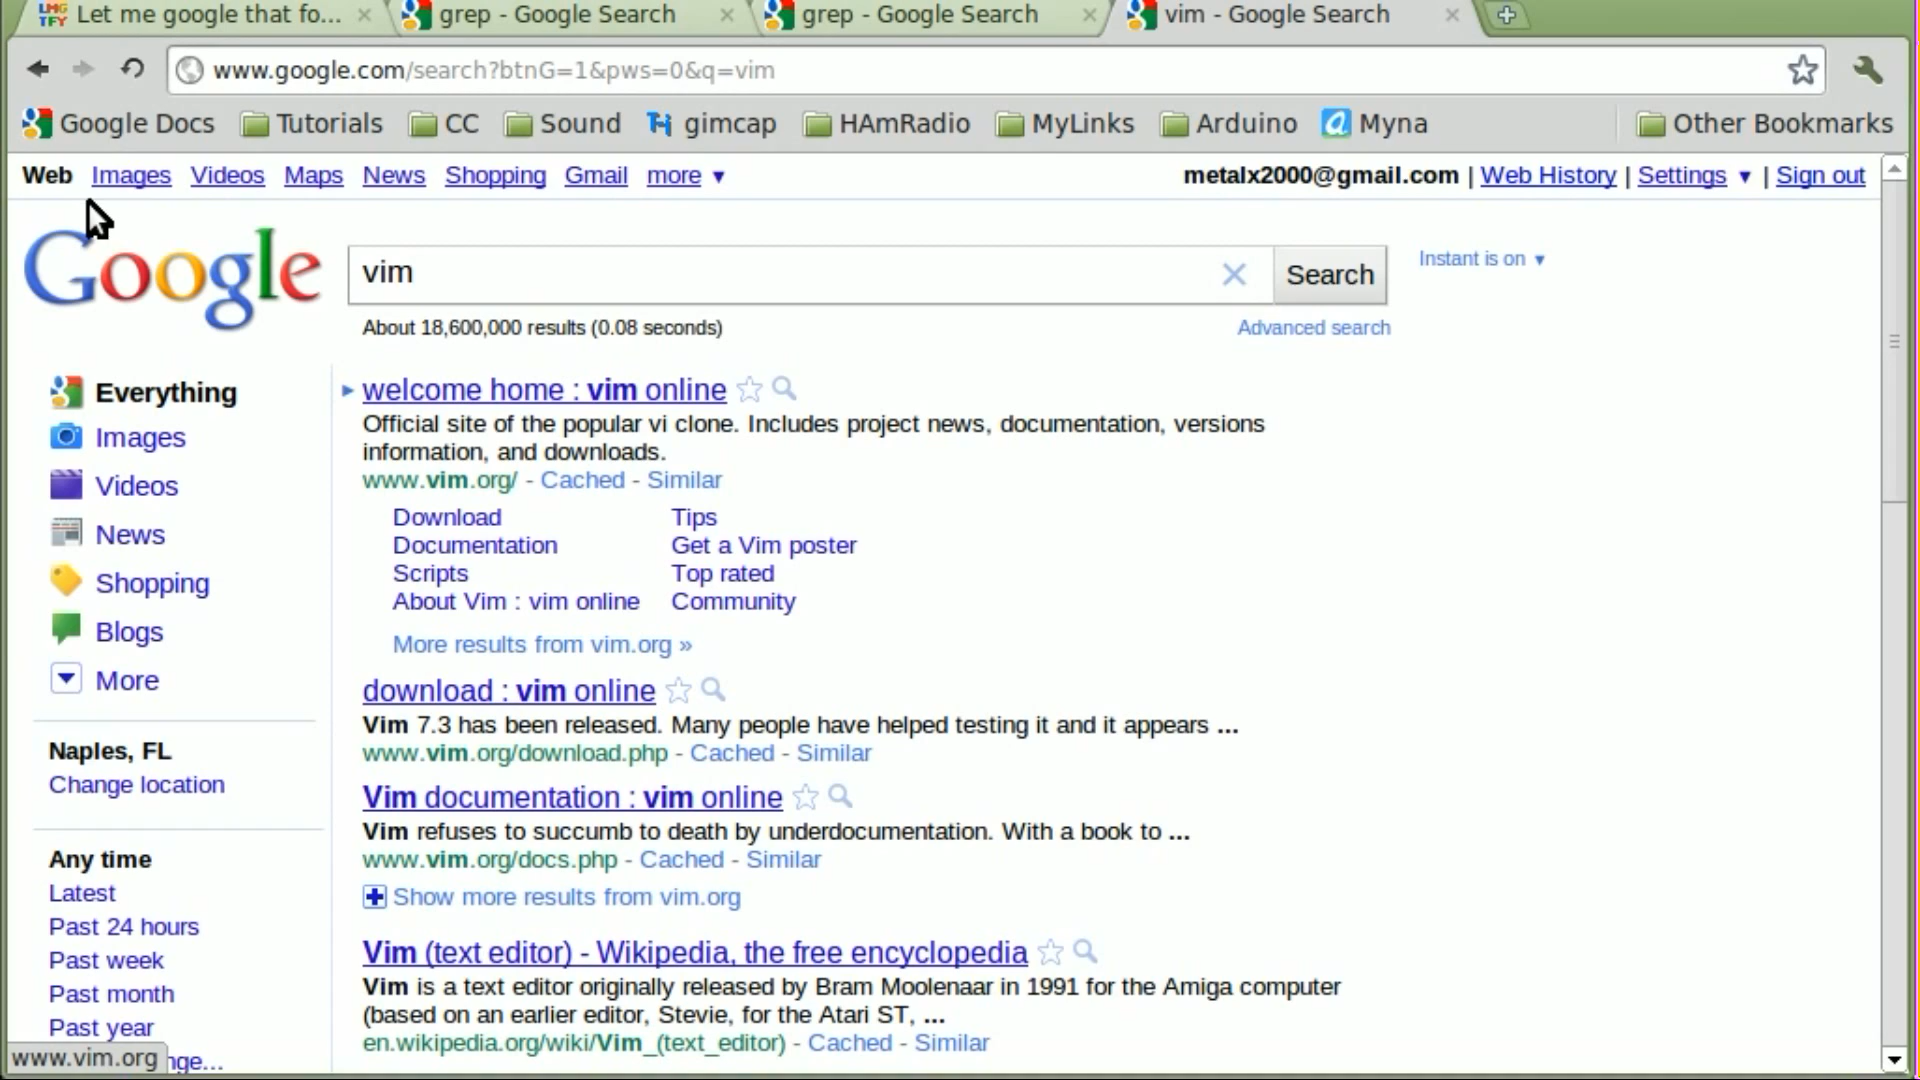 LMG
TFY
Let me google that fo...
grep - Google Search
grep - Google Search
vim - Google Search
www.google.com/search?btnG=1&pws=0&q=vim
Google Docs Tutorials CC Sound gimcap HAmRadio MyLinks Arduino Myna Other Bookmarks
Web Images Videos Maps News Shopping Gmail more ▼ metalx2000@gmail.com | Web History | Settings ▼ | Sign out
Google
vim
Search
Instant is on ▼
About 18,600,000 results (0.08 seconds)
Advanced search
Everything
Images
Videos
News
Shopping
Blogs
More
Naples, FL
Change location
Any time
Latest
Past 24 hours
Past week
Past month
Past year
nge...
welcome home : vim online
Official site of the popular vi clone. Includes project news, documentation, versions
information, and downloads.
www.vim.org/ - Cached - Similar
Download Tips
Documentation Get a Vim poster
Scripts Top rated
About Vim : vim online Community
More results from vim.org »
download : vim online
Vim 7.3 has been released. Many people have helped testing it and it appears ...
www.vim.org/download.php - Cached - Similar
Vim documentation : vim online
Vim refuses to succumb to death by underdocumentation. With a book to ...
www.vim.org/docs.php - Cached - Similar
Show more results from vim.org
Vim (text editor) - Wikipedia, the free encyclopedia
Vim is a text editor originally released by Bram Moolenaar in 1991 for the Amiga computer
(based on an earlier editor, Stevie, for the Atari ST, ...
en.wikipedia.org/wiki/Vim_(text_editor) - Cached - Similar
www.vim.org